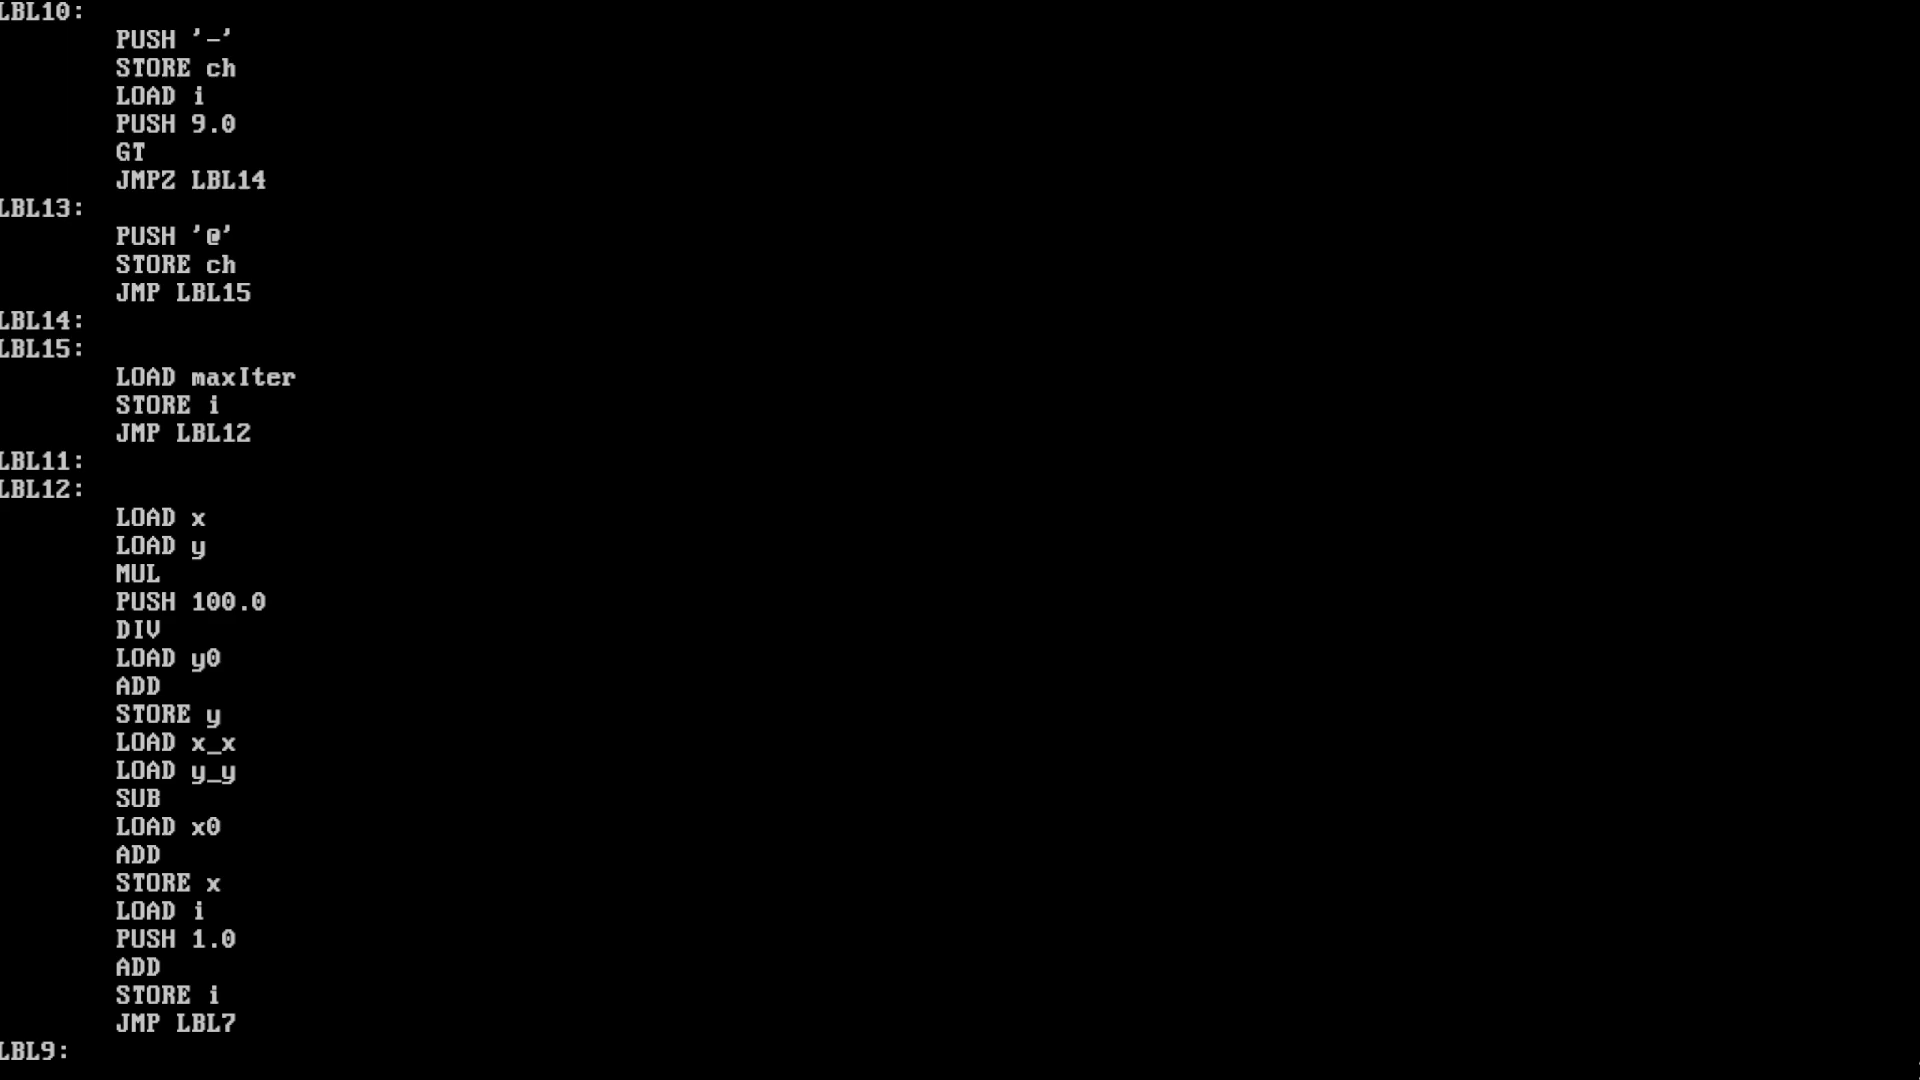 LBL10:
PUSH '-'
STORE ch
LOAD i
PUSH 9.0
GT
JMPZ LBL14
LBL13:
PUSH '@'
STORE ch
JMP LBL15
LBL14:
LBL15:
LOAD maxIter
STORE i
JMP LBL12
LBL11:
LBL12:
LOAD x
LOAD y
MUL
PUSH 100.0
DIV
LOAD y0
ADD
STORE y
LOAD x_x
LOAD y_y
SUB
LOAD x0
ADD
STORE x
LOAD i
PUSH 1.0
ADD
STORE i
JMP LBL7
LBL9: